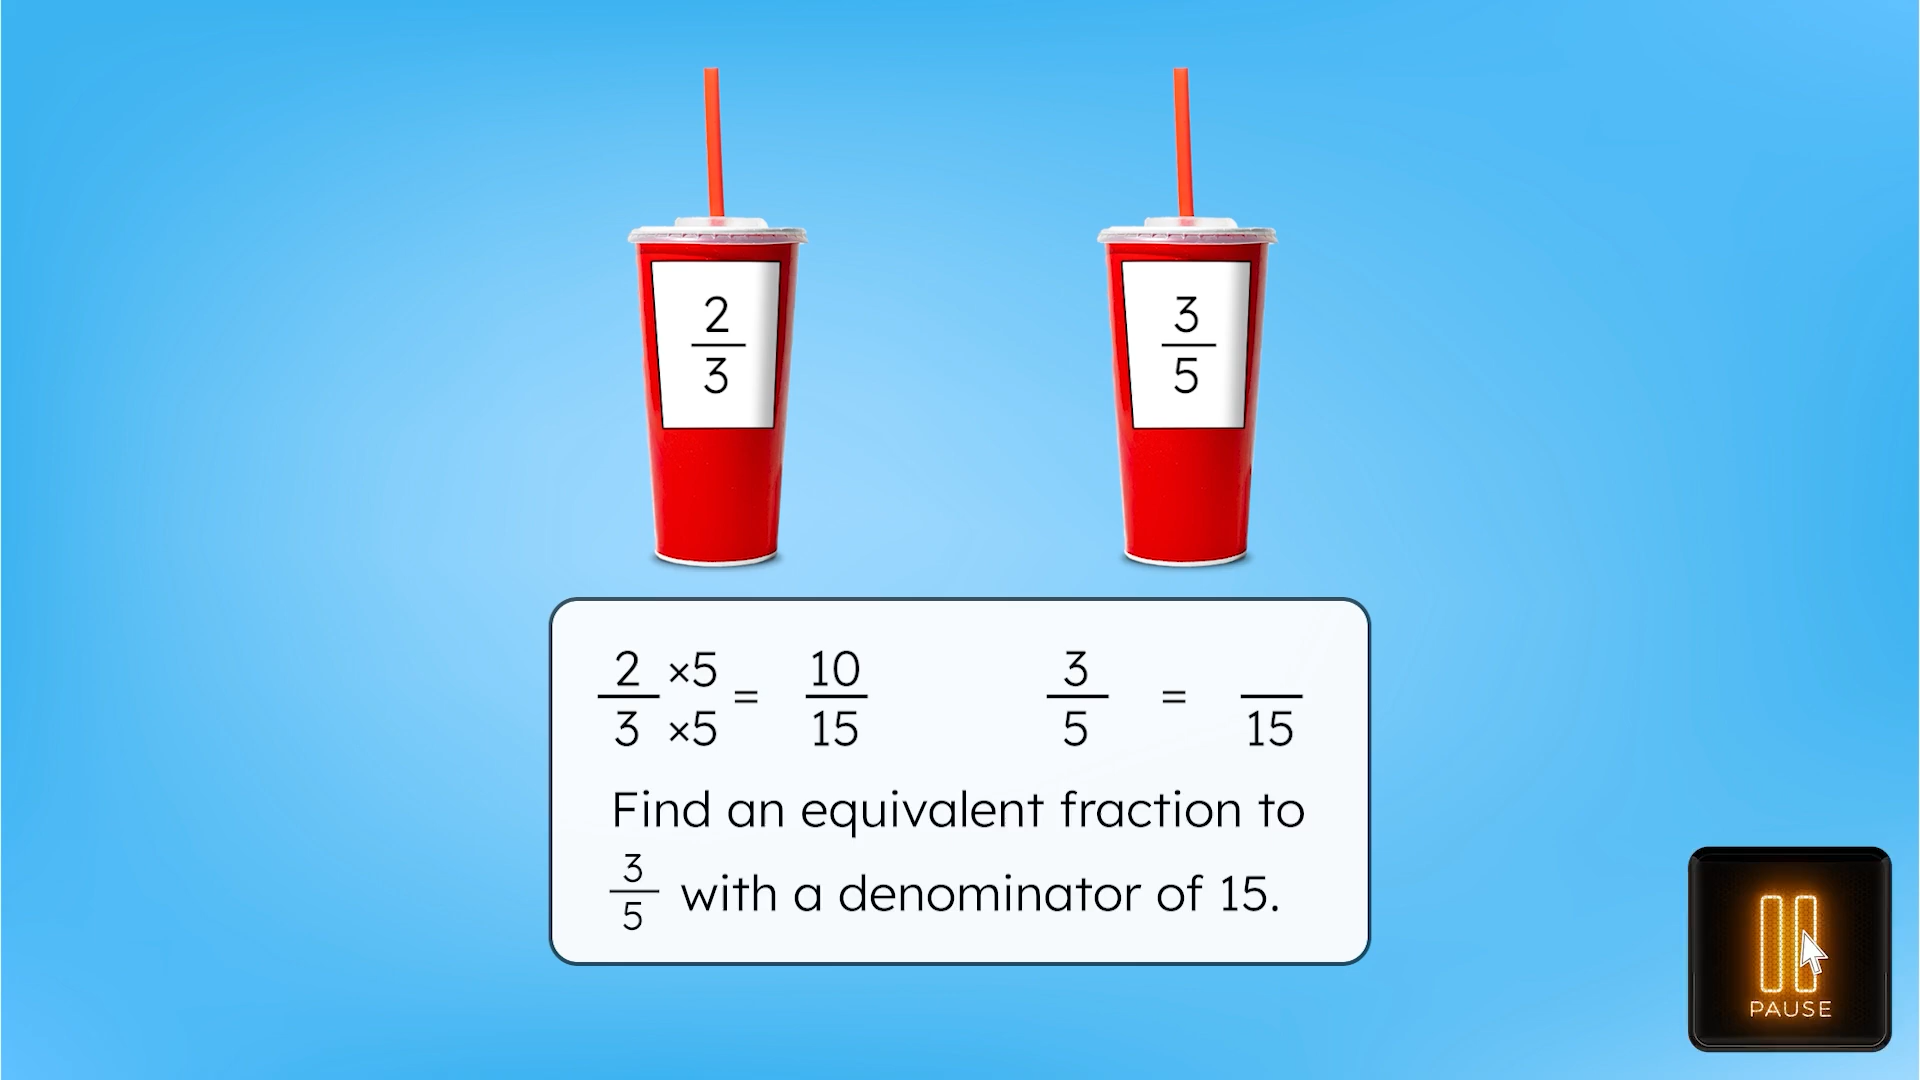 2/3
3/5
2/3 ×5/×5 = 10/15
3/5 = __/15
Find an equivalent fraction to
3/5 with a denominator of 15.
PAUSE